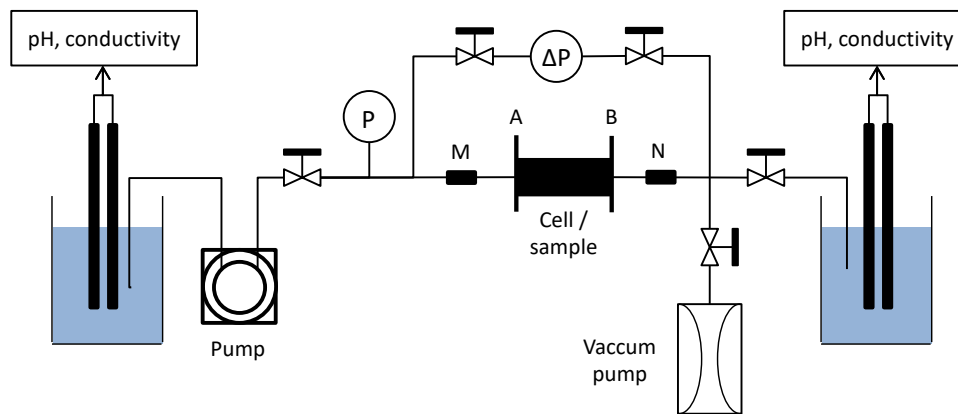 pH, conductivity
pH, conductivity
ΔP
P
A
B
M
N
Cell /
sample
Pump
Vaccum
pump